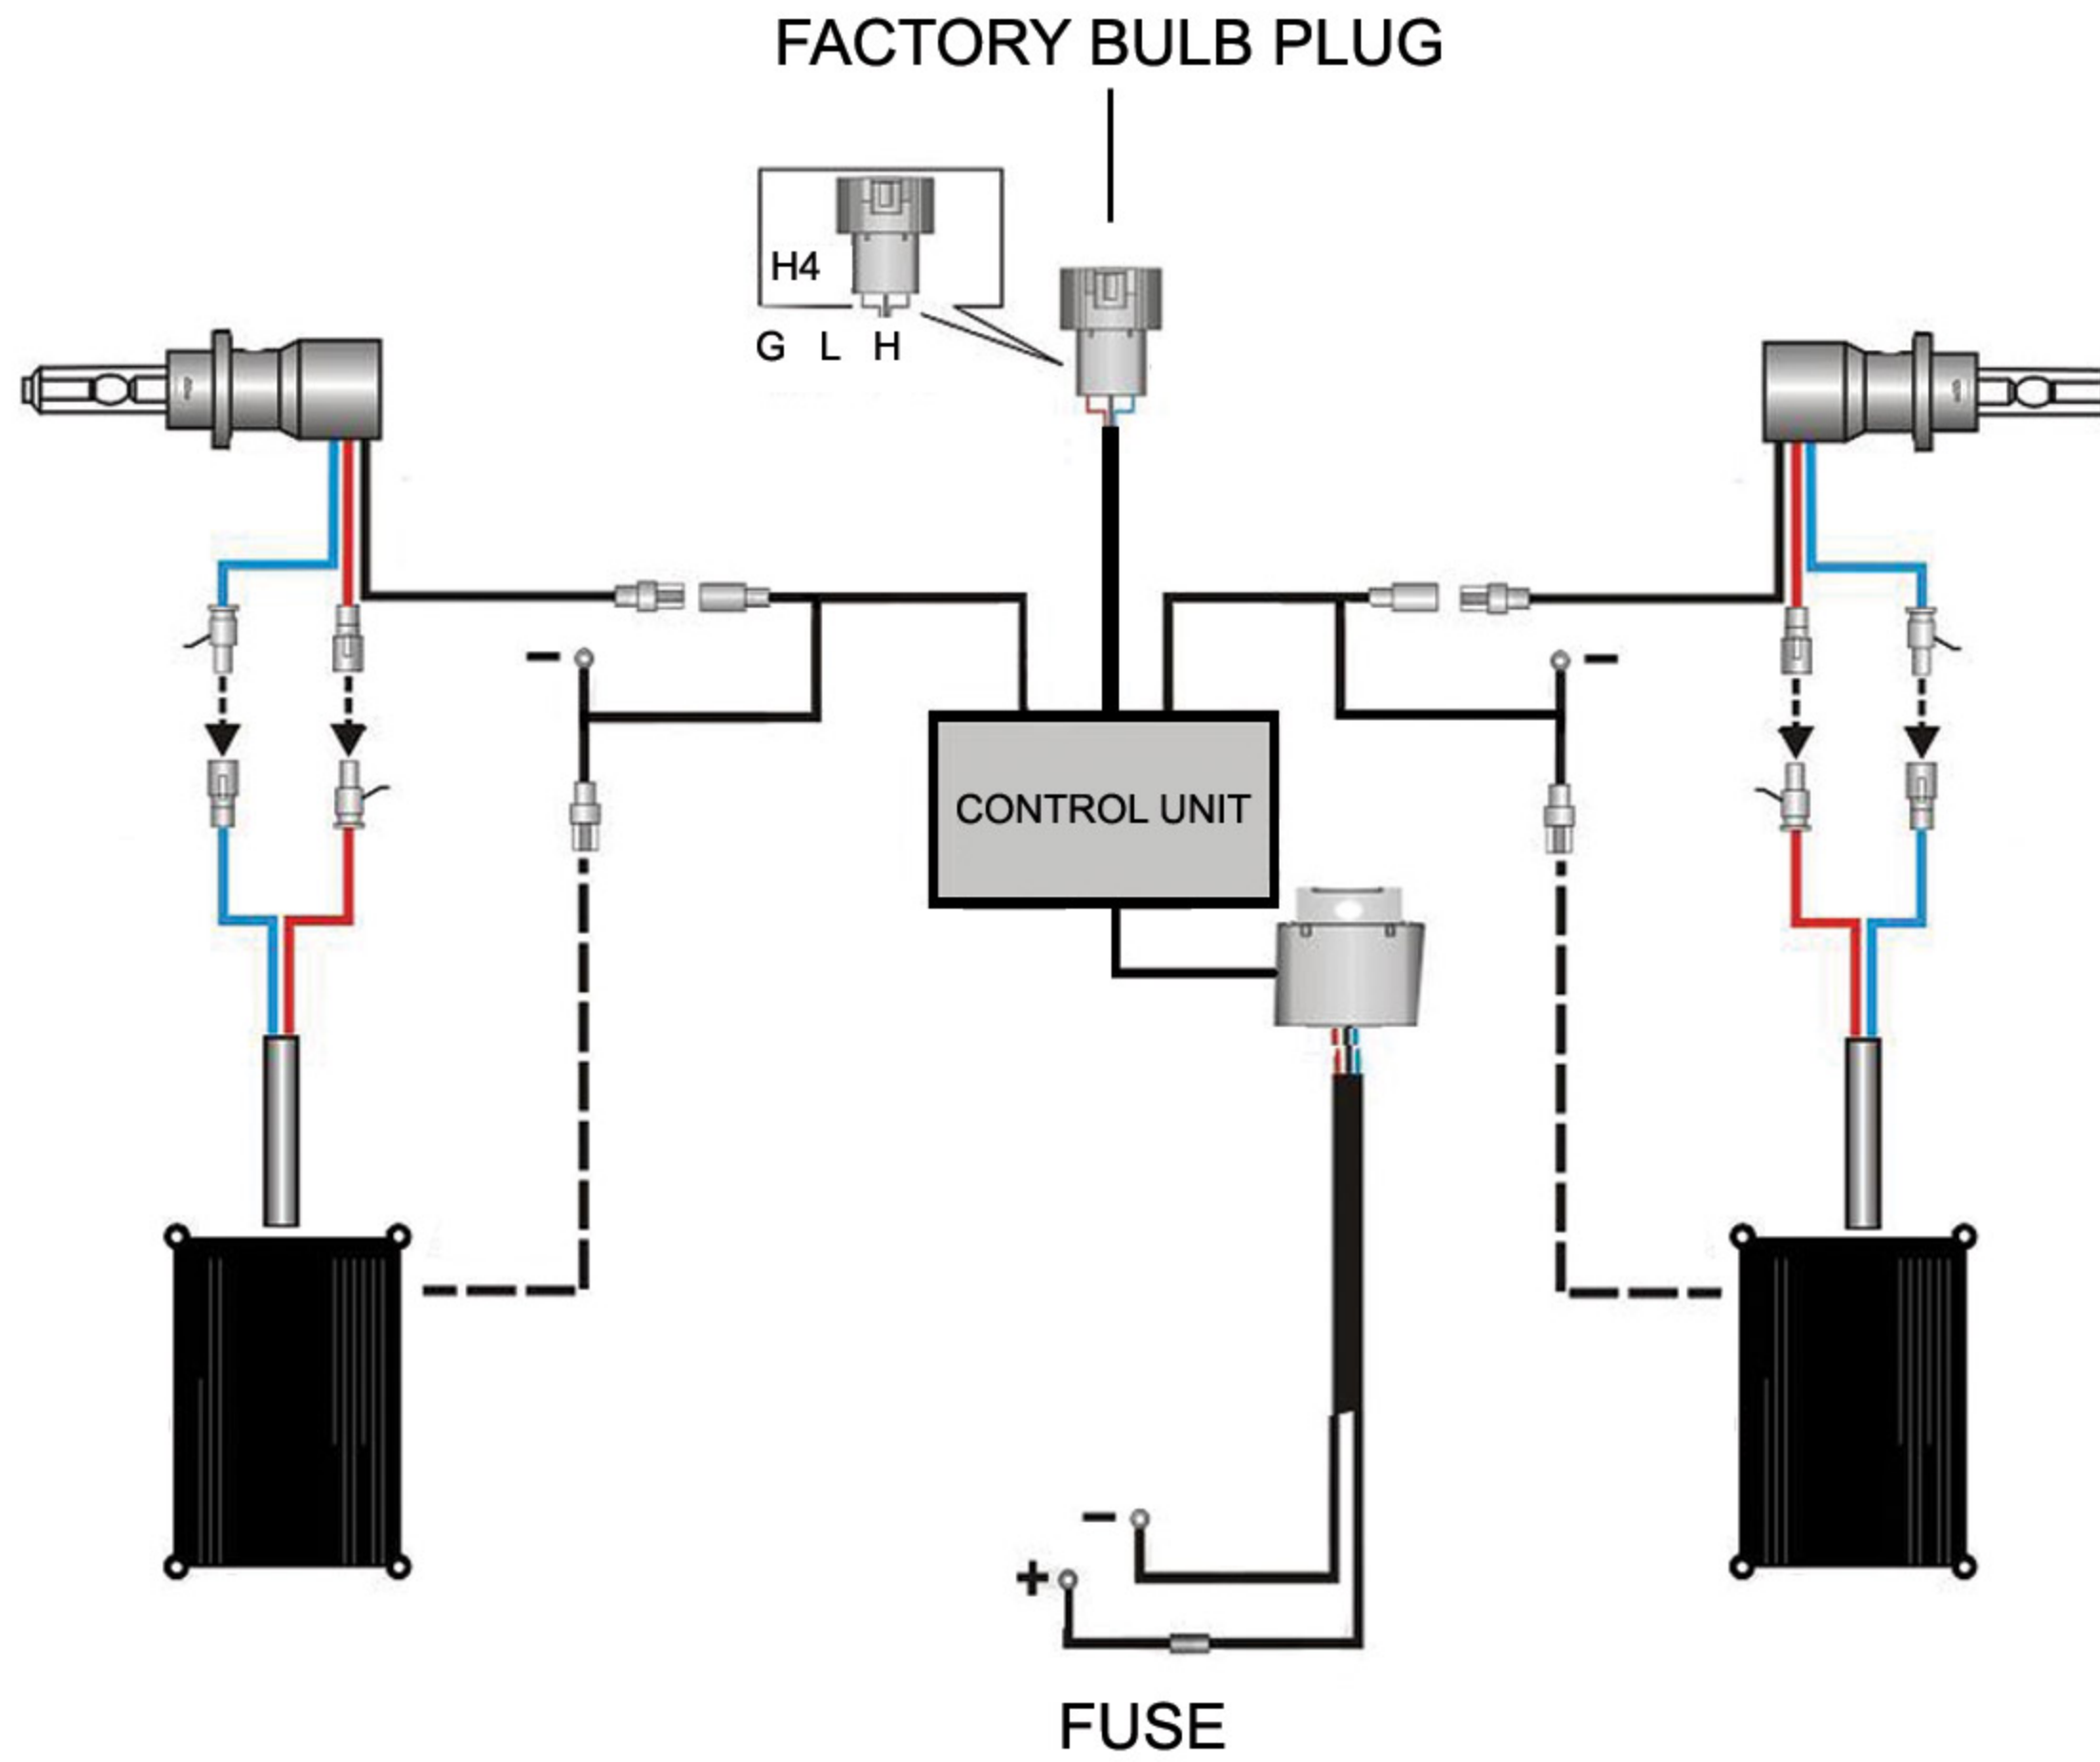 FACTORY BULB PLUG
H4
G L H
−
−
CONTROL UNIT
−
+
FUSE